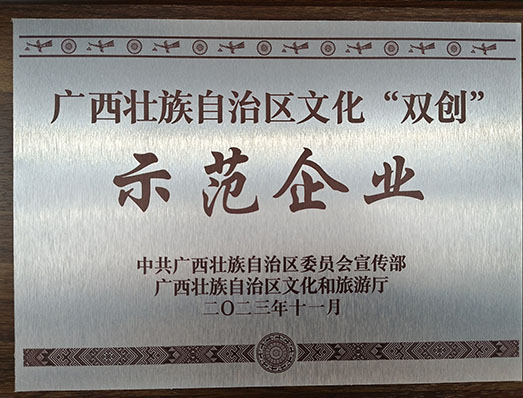 广西壮族自治区文化“双创”
示范企业
中共广西壮族自治区委员会宣传部
广西壮族自治区文化和旅游厅
二〇二三年十一月